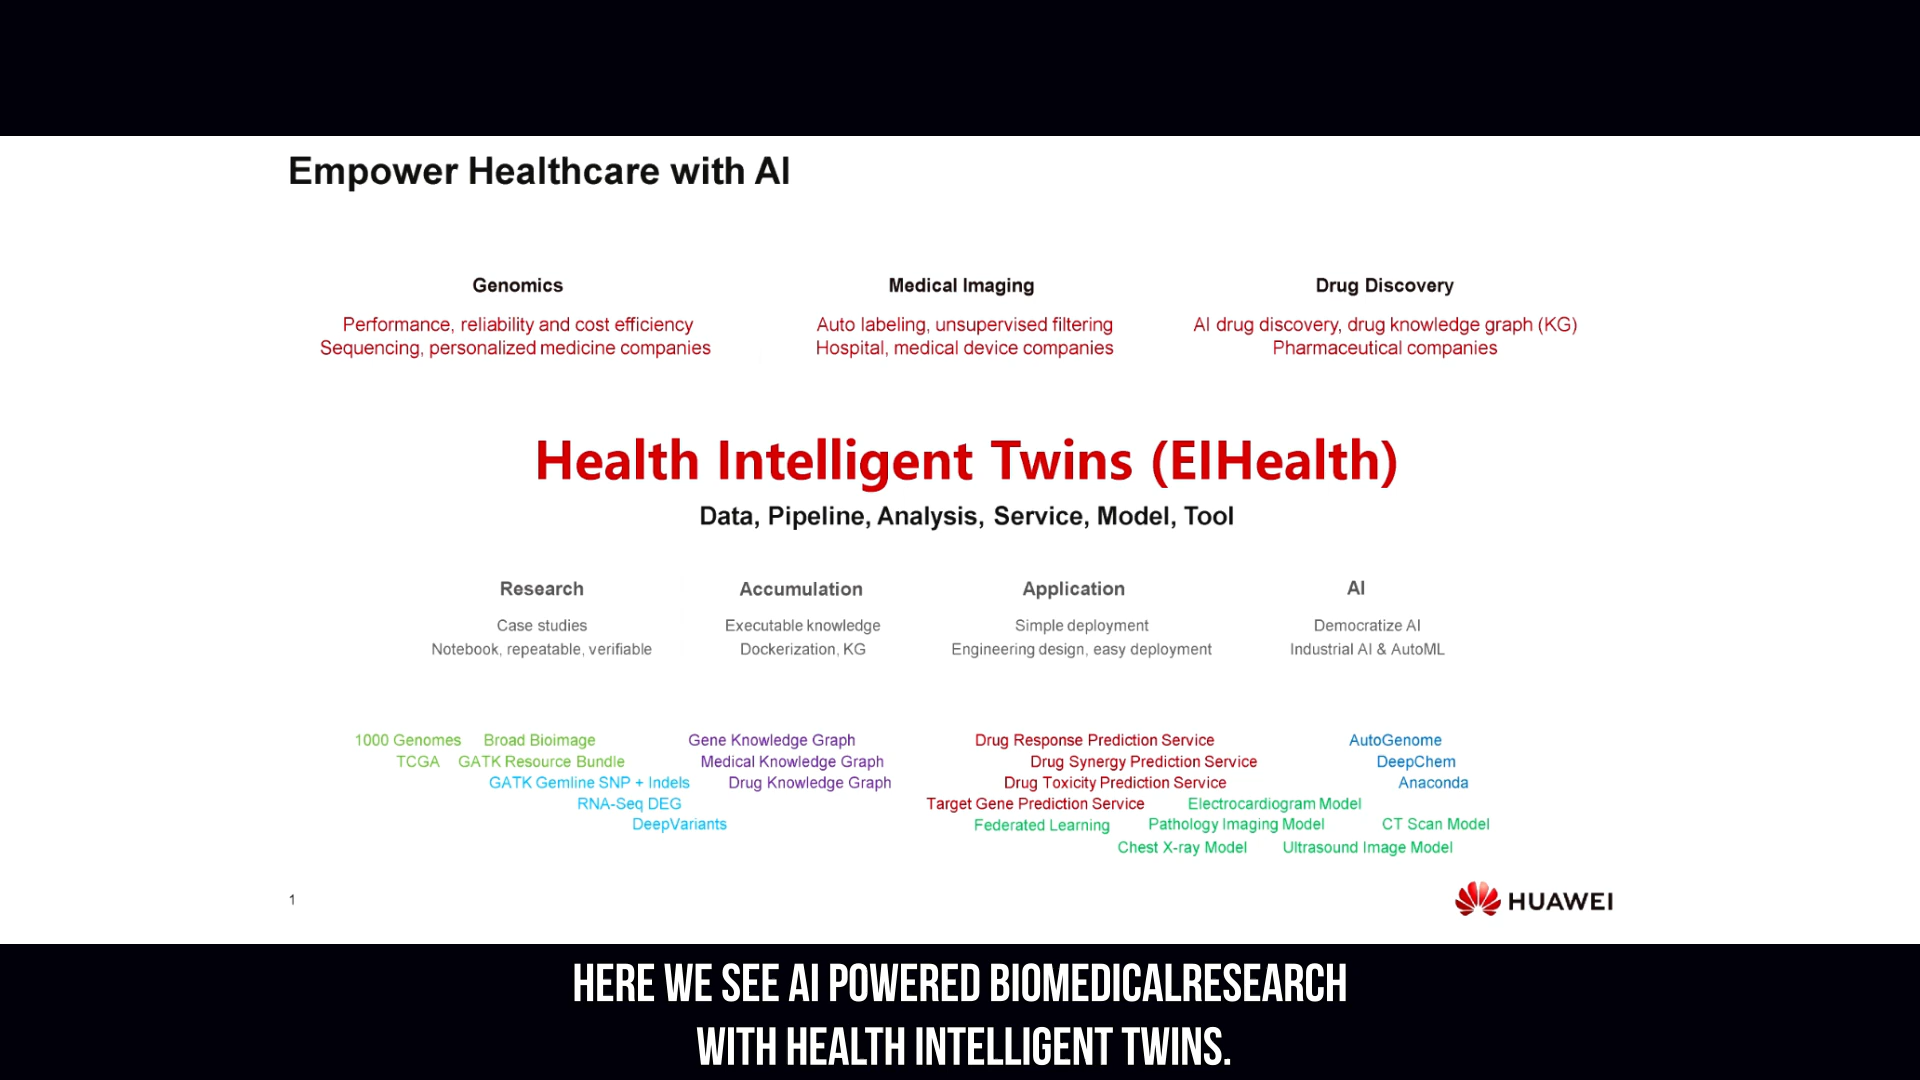 Empower Healthcare with AI
Genomics
Performance, reliability and cost efficiency
Sequencing, personalized medicine companies
Medical Imaging
Auto labeling, unsupervised filtering
Hospital, medical device companies
Drug Discovery
AI drug discovery, drug knowledge graph (KG)
Pharmaceutical companies
Health Intelligent Twins (EIHealth)
Data, Pipeline, Analysis, Service, Model, Tool
Research
Case studies
Notebook, repeatable, verifiable
Accumulation
Executable knowledge
Dockerization, KG
Application
Simple deployment
Engineering design, easy deployment
AI
Democratize AI
Industrial AI & AutoML
1000 Genomes Broad Bioimage
TCGA GATK Resource Bundle
GATK Gemline SNP + Indels
RNA-Seq DEG
DeepVariants
Gene Knowledge Graph
Medical Knowledge Graph
Drug Knowledge Graph
Drug Response Prediction Service
Drug Synergy Prediction Service
Drug Toxicity Prediction Service
Target Gene Prediction Service
AutoGenome
DeepChem
Anaconda
Electrocardiogram Model
Federated Learning Pathology Imaging Model CT Scan Model
Chest X-ray Model Ultrasound Image Model
1
HUAWEI
HERE WE SEE AI POWERED BIOMEDICALRESEARCH
WITH HEALTH INTELLIGENT TWINS.